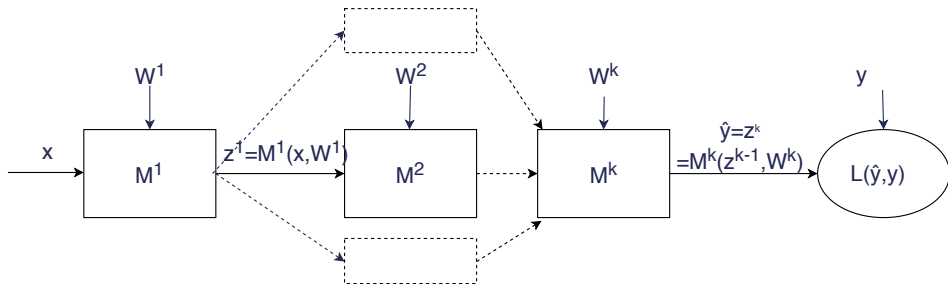 W¹
W²
Wᵏ
y
x
M¹
z¹=M¹(x,W¹)
M²
Mᵏ
ŷ=zᵏ
=Mᵏ(zᵏ⁻¹,Wᵏ)
L(ŷ,y)